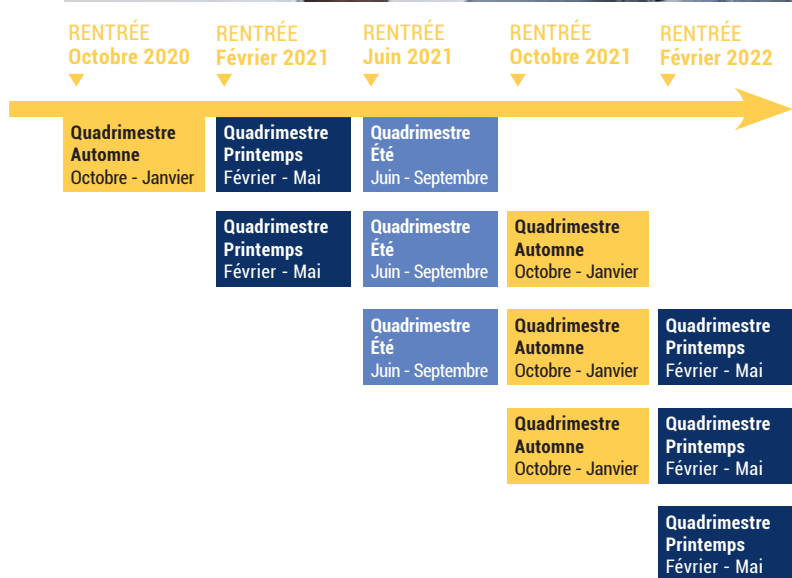 RENTRÉE
Octobre 2020
RENTRÉE
Février 2021
RENTRÉE
Juin 2021
RENTRÉE
Octobre 2021
RENTRÉE
Février 2022
Quadrimestre
Automne
Octobre - Janvier
Quadrimestre
Printemps
Février - Mai
Quadrimestre
Été
Juin - Septembre
Quadrimestre
Printemps
Février - Mai
Quadrimestre
Été
Juin - Septembre
Quadrimestre
Automne
Octobre - Janvier
Quadrimestre
Été
Juin - Septembre
Quadrimestre
Automne
Octobre - Janvier
Quadrimestre
Printemps
Février - Mai
Quadrimestre
Automne
Octobre - Janvier
Quadrimestre
Printemps
Février - Mai
Quadrimestre
Printemps
Février - Mai